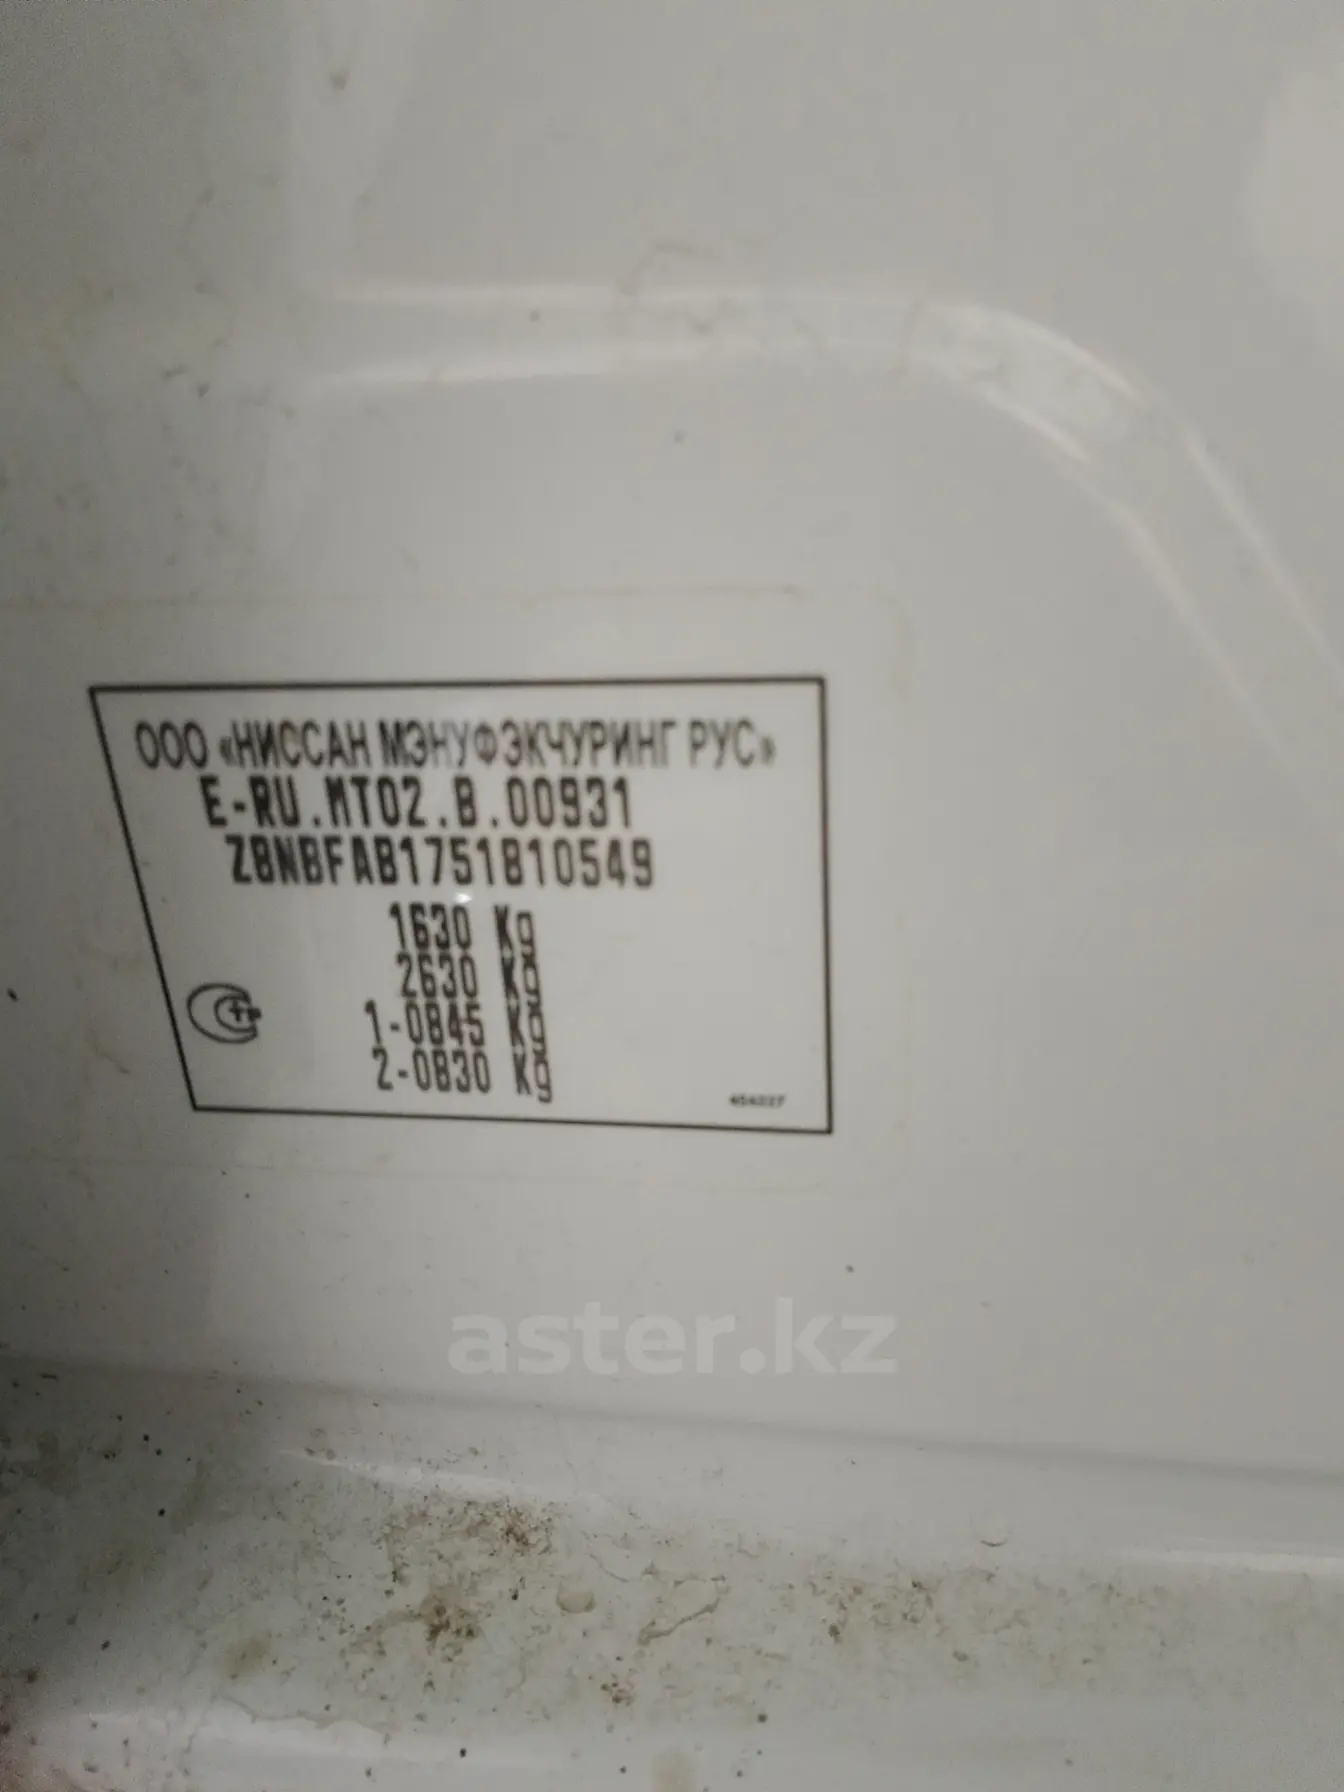 ООО «НИССАН МЭНУФЭКЧУРИНГ РУС»
E-RU.MT02.B.00931
Z8NBFAB1751810549
1630 Kg
2630 Kg
1-0845 Kg
2-0830 Kg
aster.kz